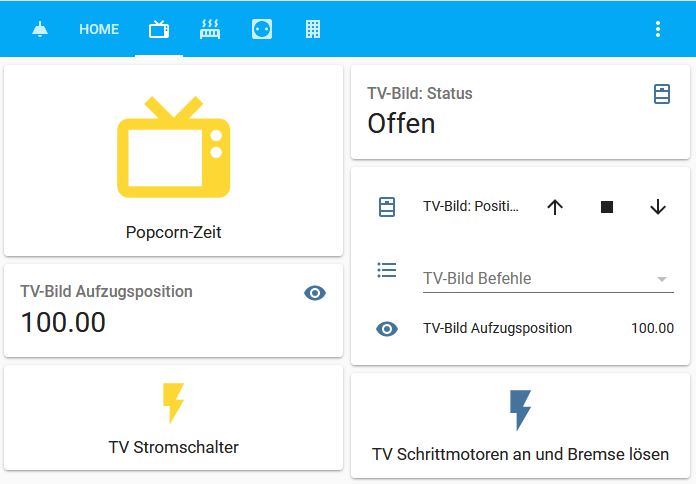 HOME
Popcorn-Zeit
TV-Bild Aufzugsposition
100.00
TV Stromschalter
TV-Bild: Status
Offen
TV-Bild: Positi...
TV-Bild Befehle
TV-Bild Aufzugsposition 100.00
TV Schrittmotoren an und Bremse lösen